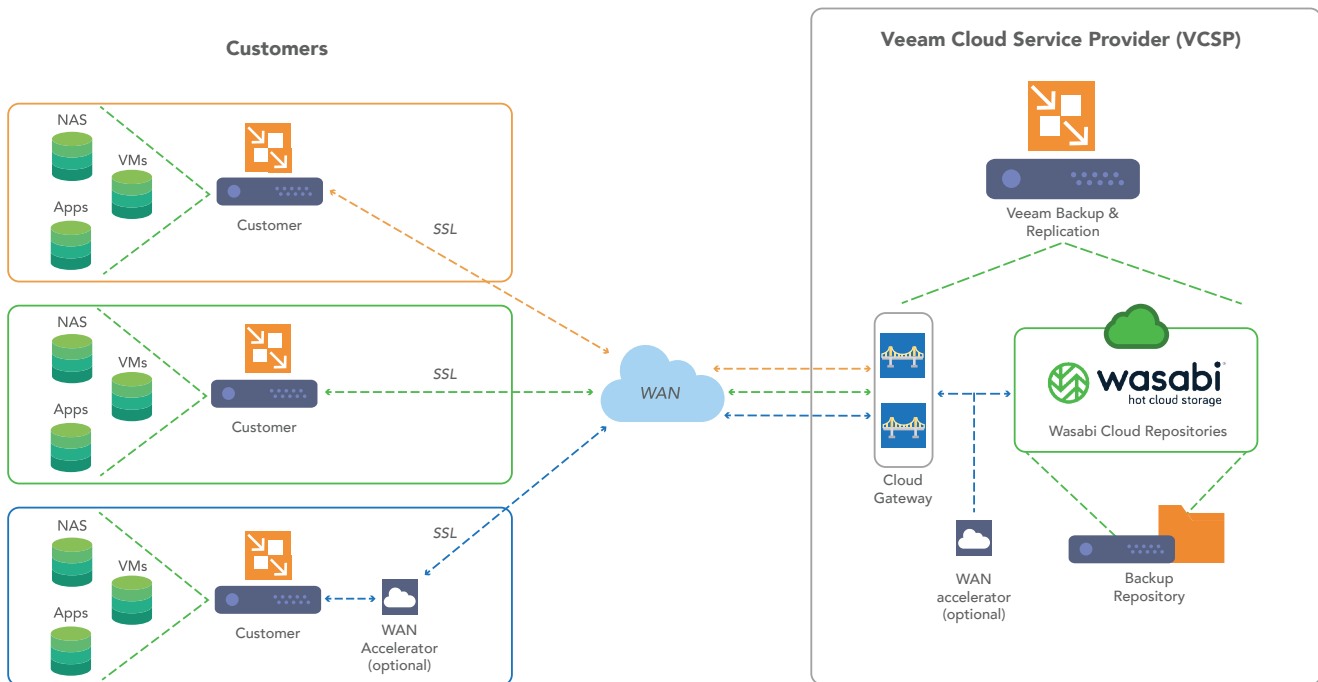 Customers
NAS
VMs
Apps
Customer
SSL
NAS
VMs
Apps
Customer
SSL
NAS
VMs
Apps
Customer
WAN
Accelerator
(optional)
SSL
WAN
Veeam Cloud Service Provider (VCSP)
Veeam Backup &
Replication
Cloud
Gateway
wasabi
hot cloud storage
Wasabi Cloud Repositories
WAN
accelerator
(optional)
Backup
Repository